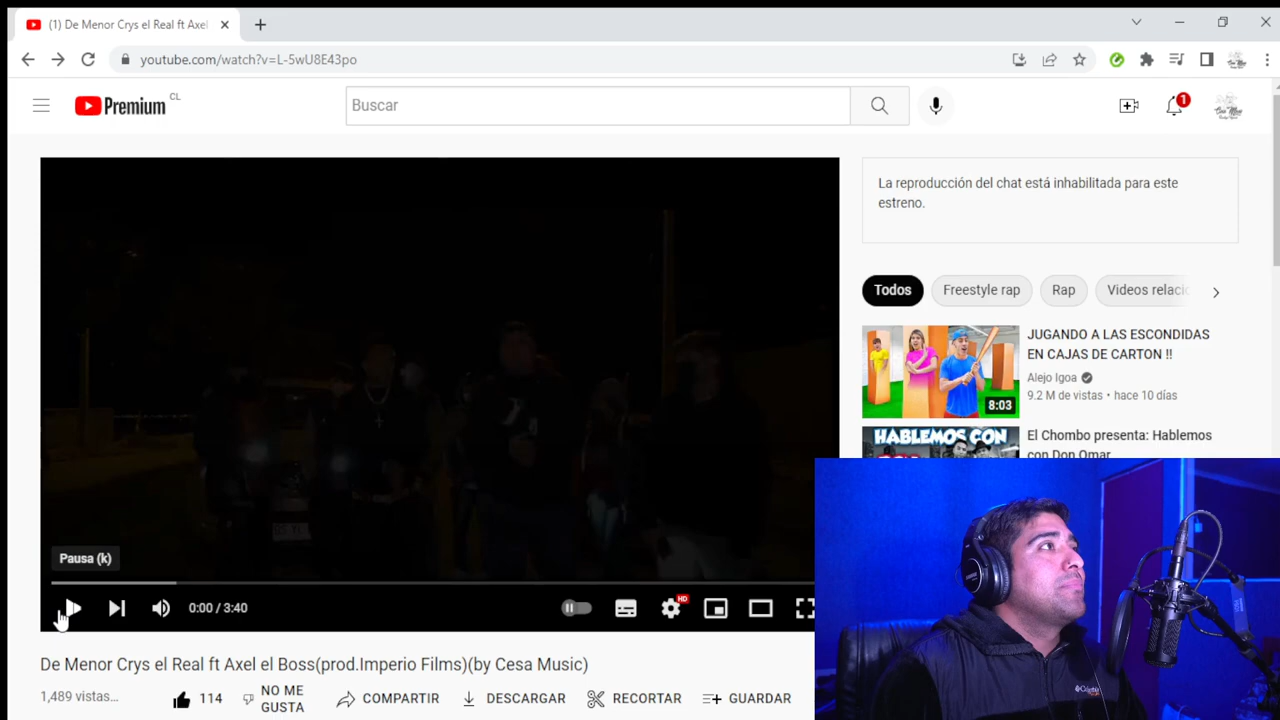 (1) De Menor Crys el Real ft Axel
youtube.com/watch?v=L-5wU8E43po
Premium CL
Buscar
1
La reproducción del chat está inhabilitada para este
estreno.
Todos
Freestyle rap
Rap
Videos relacio
JUGANDO A LAS ESCONDIDAS
EN CAJAS DE CARTON !!
Alejo Igoa
9.2 M de vistas • hace 10 días
8:03
HABLEMOS CON
El Chombo presenta: Hablemos
con Don Omar
Pausa (k)
0:00 / 3:40
HD
De Menor Crys el Real ft Axel el Boss(prod.Imperio Films)(by Cesa Music)
1,489 vistas...
114
NO ME
GUSTA
COMPARTIR
DESCARGAR
RECORTAR
GUARDAR
Columbia